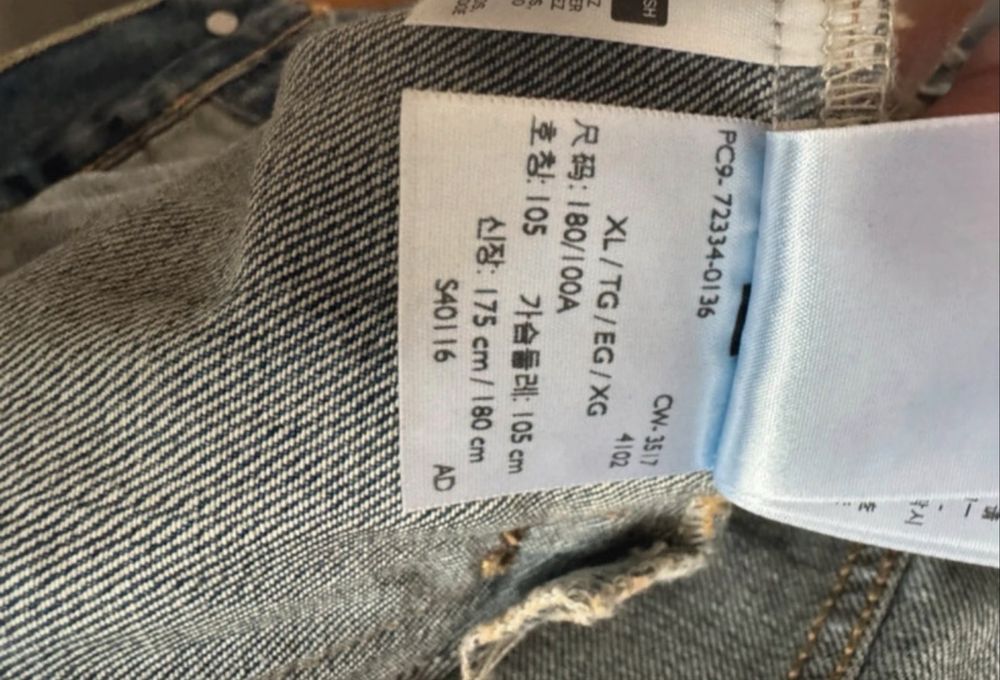 PC9-72334-0136
CW-3517
4102
XL / TG / EG / XG
尺码: 180/100A
호칭: 105
가슴둘레: 105 cm
신장: 175 cm / 180 cm
S40116 AD